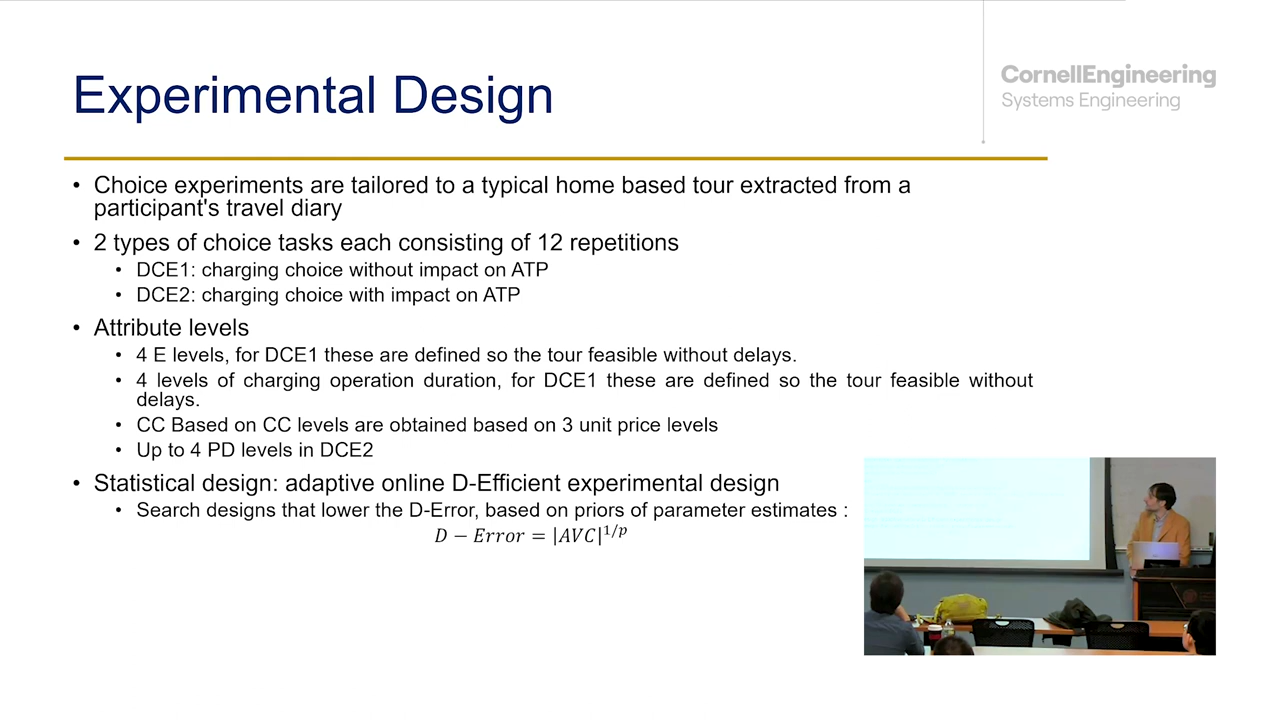 Experimental Design
CornellEngineering
Systems Engineering
• Choice experiments are tailored to a typical home based tour extracted from a
participant's travel diary
• 2 types of choice tasks each consisting of 12 repetitions
• DCE1: charging choice without impact on ATP
• DCE2: charging choice with impact on ATP
• Attribute levels
• 4 E levels, for DCE1 these are defined so the tour feasible without delays.
• 4 levels of charging operation duration, for DCE1 these are defined so the tour feasible without
delays.
• CC Based on CC levels are obtained based on 3 unit price levels
• Up to 4 PD levels in DCE2
• Statistical design: adaptive online D-Efficient experimental design
• Search designs that lower the D-Error, based on priors of parameter estimates :
D − Error = |AVC|^{1/p}